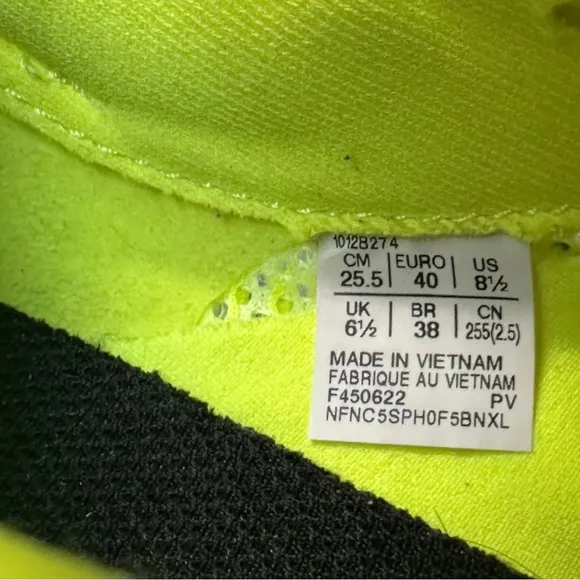 1012B274
CM | EURO | US
25.5 | 40 | 8½
UK | BR | CN
6½ | 38 | 255(2.5)
MADE IN VIETNAM
FABRIQUE AU VIETNAM
F450622 PV
NFNC5SPH0F5BNXL